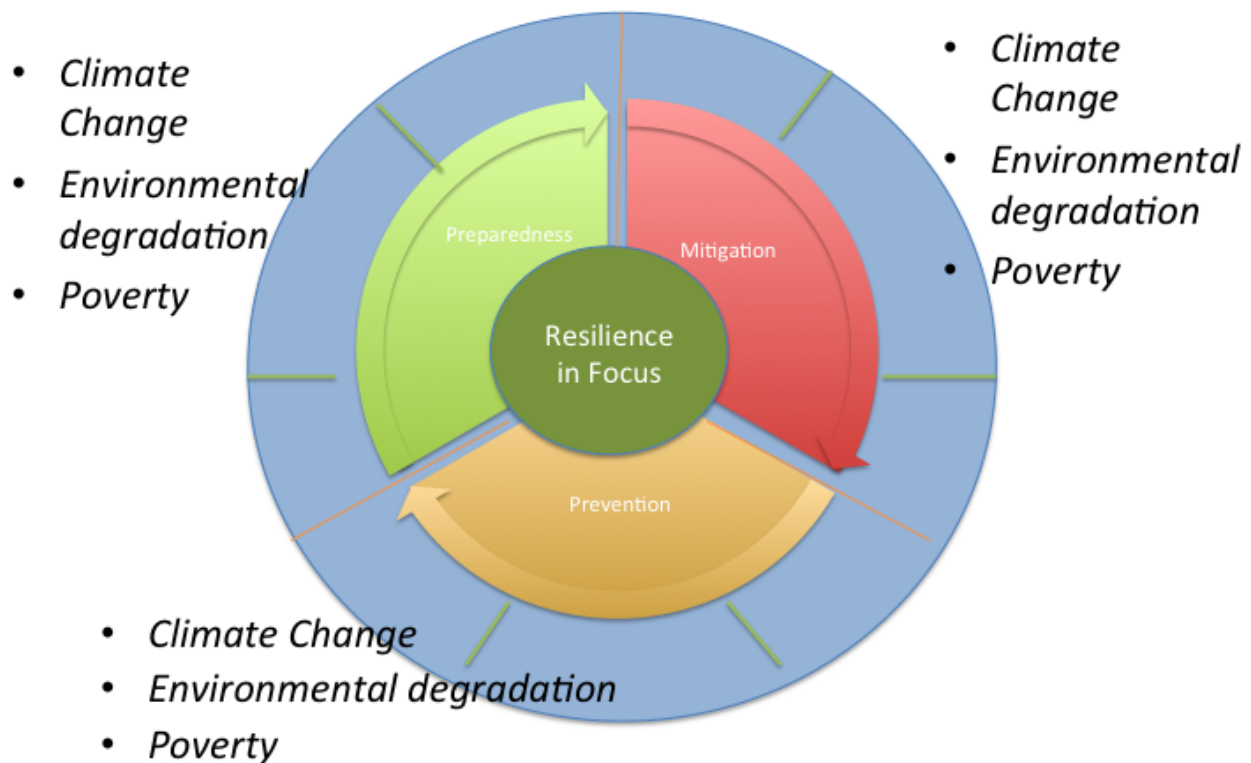 • Climate
Change
• Environmental
degradation
• Poverty
Preparedness
Mitigation
Resilience
in Focus
Prevention
• Climate
Change
• Environmental
degradation
• Poverty
• Climate Change
• Environmental degradation
• Poverty